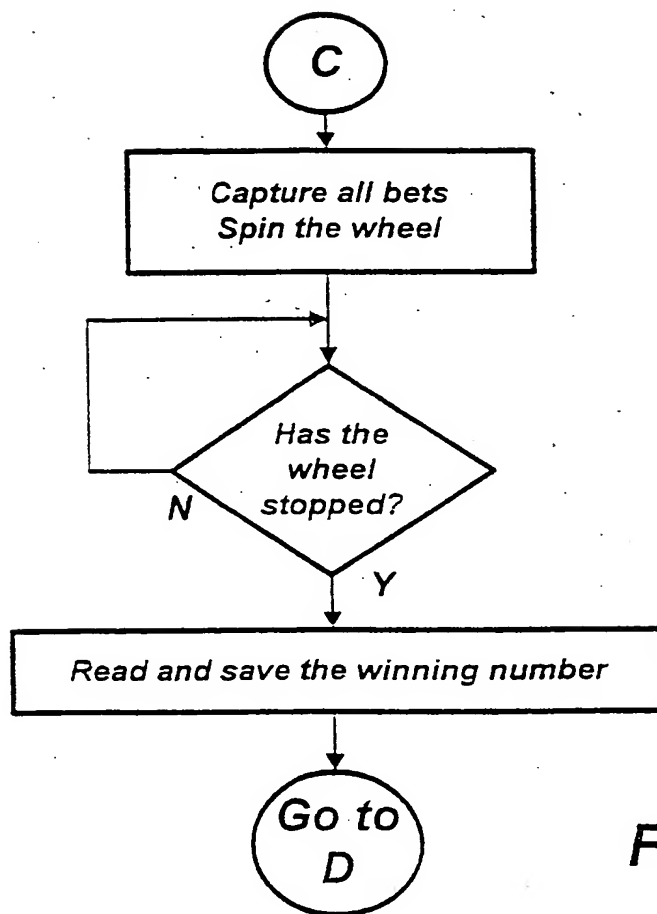 C
Capture all bets
Spin the wheel
Has the
wheel
stopped?
N
Y
Read and save the winning number
Go to
D
F